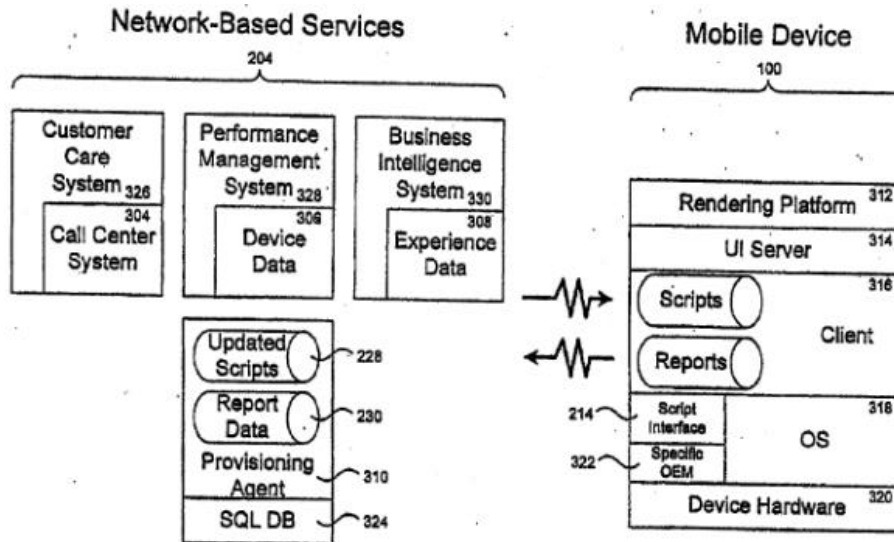 Network-Based Services
204
Mobile Device
100
Customer
Care
System 326
304
Call Center
System
Performance
Management
System 328
306
Device
Data
Business
Intelligence
System 330
308
Experience
Data
Updated
Scripts
228
Report
Data
230
Provisioning
Agent
310
SQL DB
324
312
Rendering Platform
314
UI Server
316
Scripts
Client
Reports
318
214
Script
Interface
OS
322
Specific
OEM
320
Device Hardware